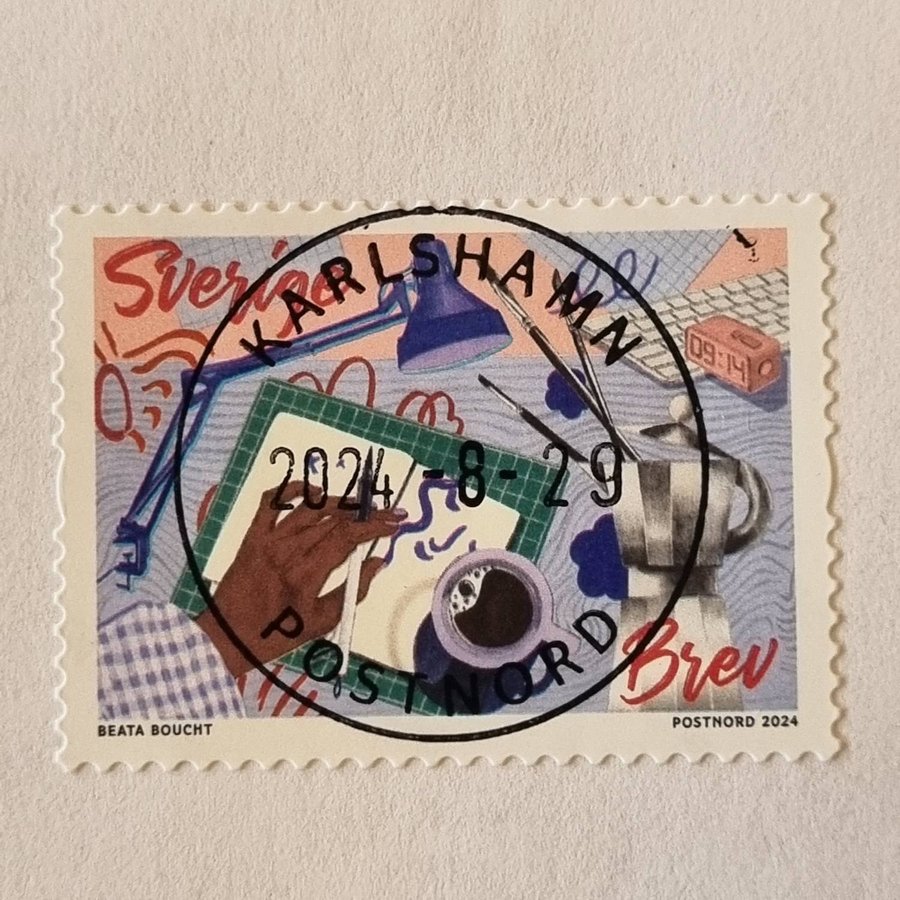 Sverige
KARLSHAMN
09:14
2024-8-29
POSTNORD
Brev
BEATA BOUCHT
POSTNORD 2024